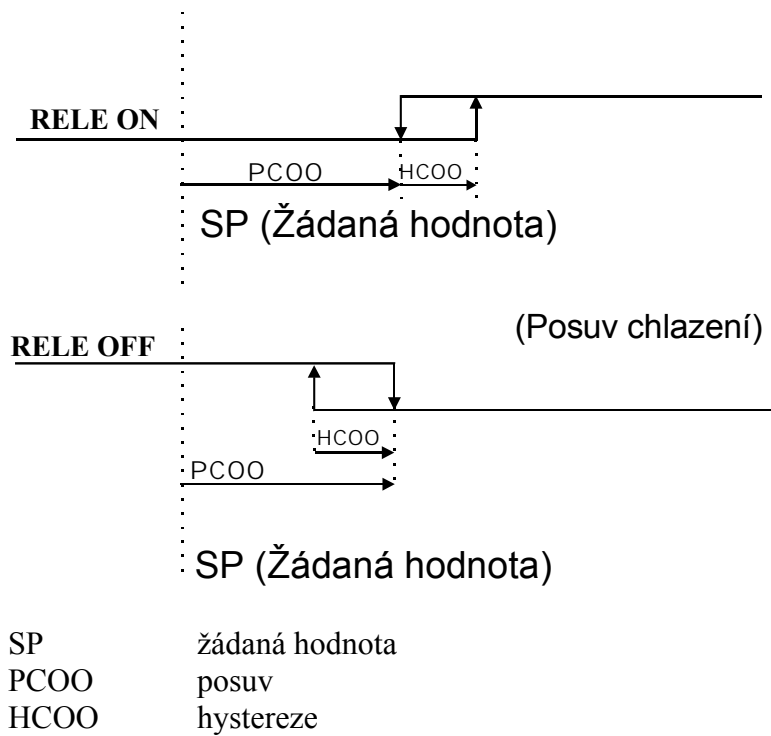 RELE ON
PCOO HCOO
SP (Žádaná hodnota)
(Posuv chlazení)
RELE OFF
HCOO
PCOO
SP (Žádaná hodnota)
SP žádaná hodnota
PCOO posuv
HCOO hystereze